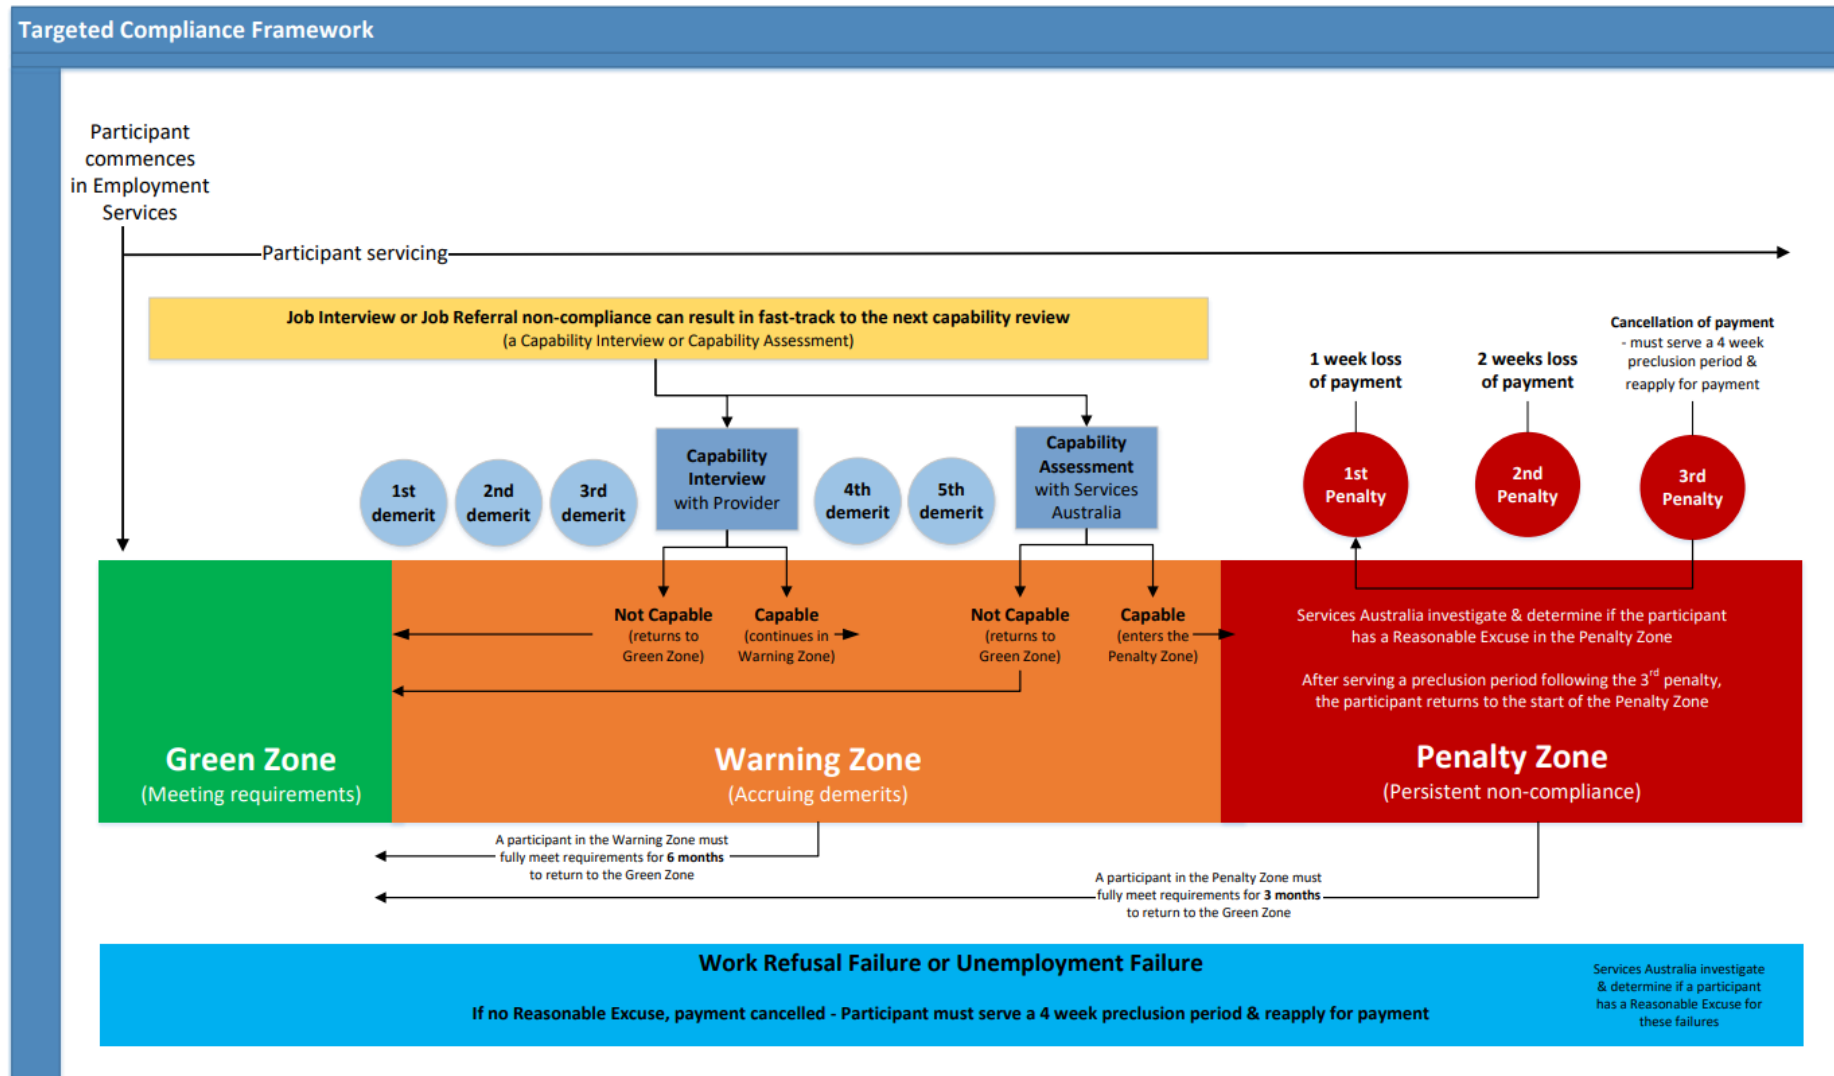 Targeted Compliance Framework
Participant
commences
in Employment
Services
Participant servicing
Job Interview or Job Referral non-compliance can result in fast-track to the next capability review
(a Capability Interview or Capability Assessment)
1 week loss
of payment
2 weeks loss
of payment
Cancellation of payment
- must serve a 4 week
preclusion period &
reapply for payment
1st
demerit
2nd
demerit
3rd
demerit
Capability
Interview
with Provider
4th
demerit
5th
demerit
Capability
Assessment
with Services
Australia
1st
Penalty
2nd
Penalty
3rd
Penalty
Not Capable
(returns to
Green Zone)
Capable
(continues in
Warning Zone)
Not Capable
(returns to
Green Zone)
Capable
(enters the
Penalty Zone)
Services Australia investigate & determine if the participant
has a Reasonable Excuse in the Penalty Zone
After serving a preclusion period following the 3rd penalty,
the participant returns to the start of the Penalty Zone
Green Zone
(Meeting requirements)
Warning Zone
(Accruing demerits)
Penalty Zone
(Persistent non-compliance)
A participant in the Warning Zone must
fully meet requirements for 6 months
to return to the Green Zone
A participant in the Penalty Zone must
fully meet requirements for 3 months
to return to the Green Zone
Work Refusal Failure or Unemployment Failure
If no Reasonable Excuse, payment cancelled - Participant must serve a 4 week preclusion period & reapply for payment
Services Australia investigate
& determine if a participant
has a Reasonable Excuse for
these failures